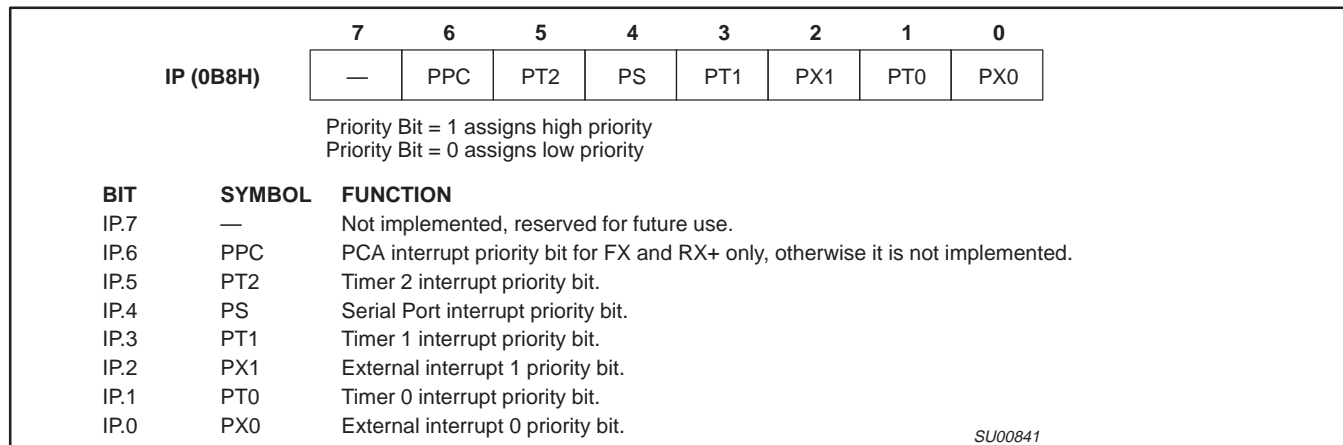 7 6 5 4 3 2 1 0
IP (0B8H) — PPC PT2 PS PT1 PX1 PT0 PX0
Priority Bit = 1 assigns high priority
Priority Bit = 0 assigns low priority
BIT SYMBOL FUNCTION
IP.7 — Not implemented, reserved for future use.
IP.6 PPC PCA interrupt priority bit for FX and RX+ only, otherwise it is not implemented.
IP.5 PT2 Timer 2 interrupt priority bit.
IP.4 PS Serial Port interrupt priority bit.
IP.3 PT1 Timer 1 interrupt priority bit.
IP.2 PX1 External interrupt 1 priority bit.
IP.1 PT0 Timer 0 interrupt priority bit.
IP.0 PX0 External interrupt 0 priority bit.
SU00841